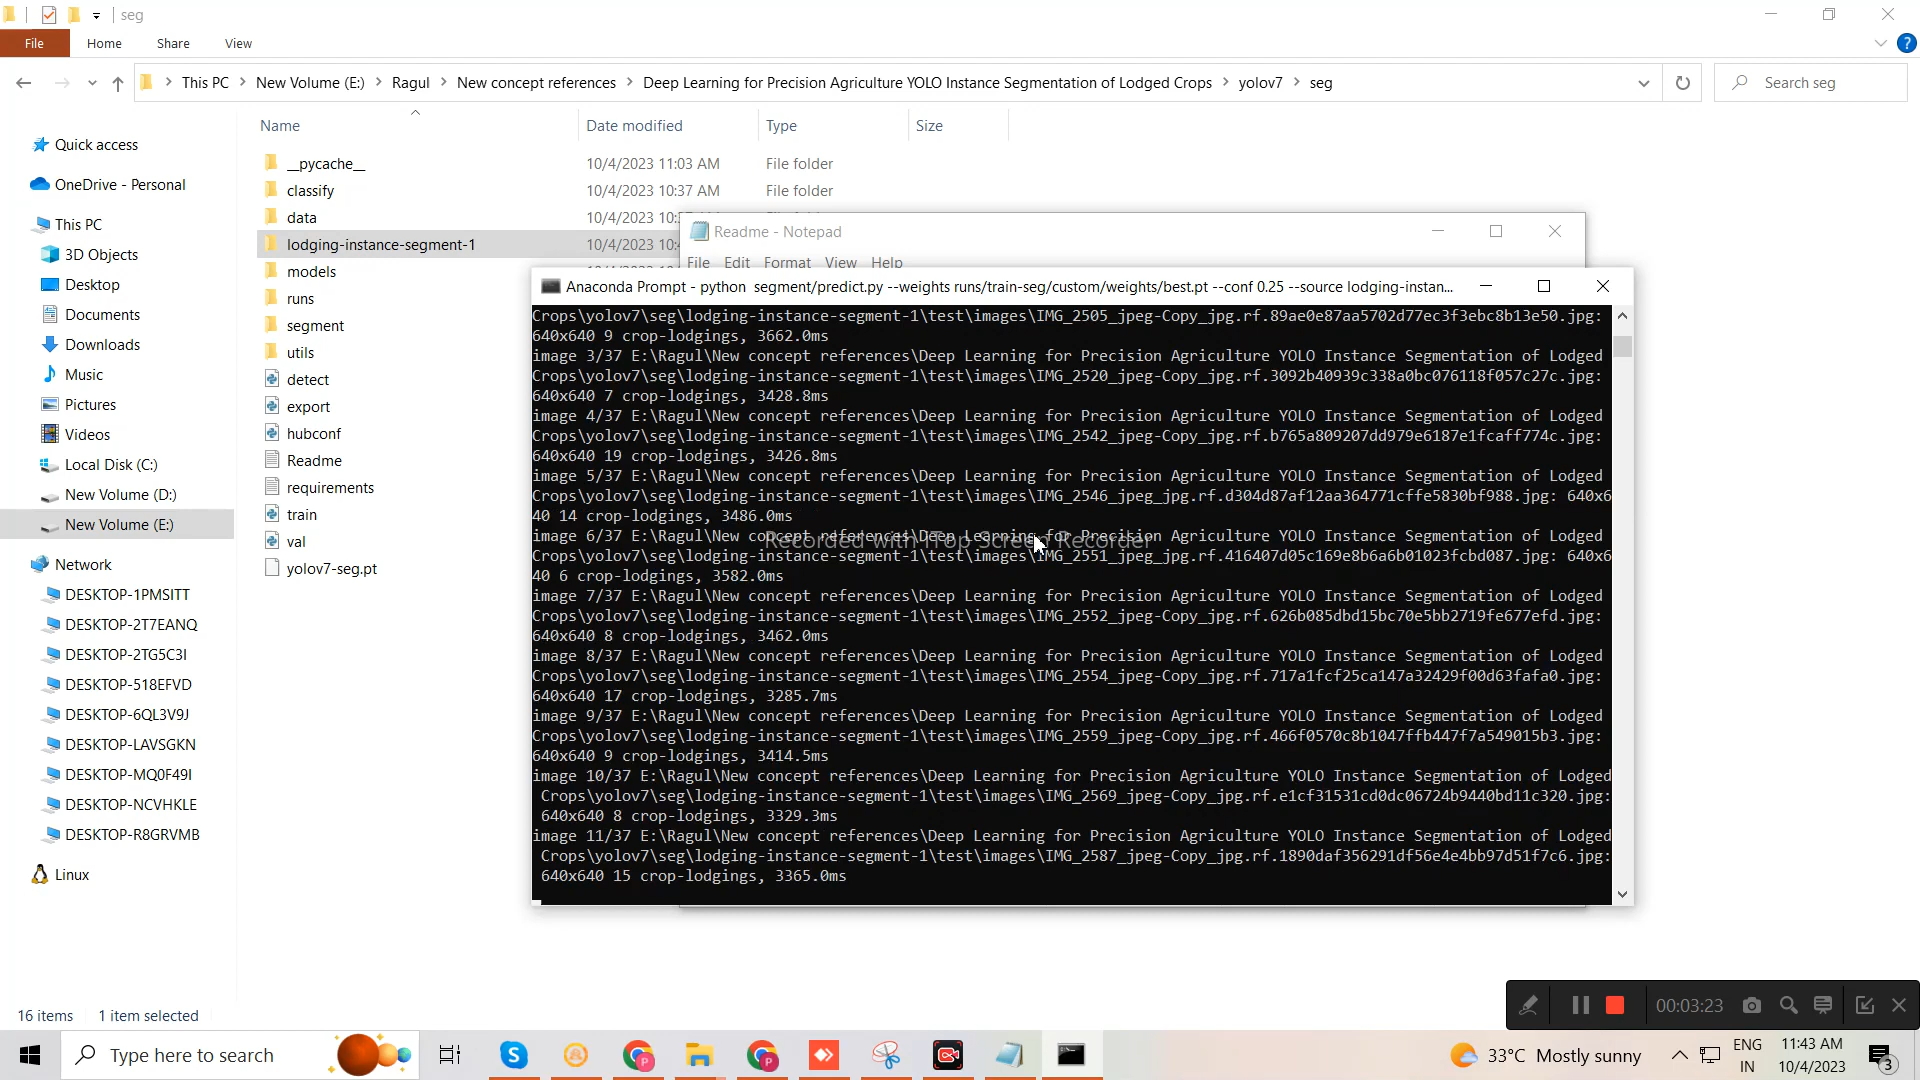 seg
File Home Share View
This PC New Volume (E:) Ragul New concept references Deep Learning for Precision Agriculture YOLO Instance Segmentation of Lodged Crops yolov7 seg
Search seg
Name Date modified Type Size
Quick access
OneDrive - Personal
This PC
3D Objects
Desktop
Documents
Downloads
Music
Pictures
Videos
Local Disk (C:)
New Volume (D:)
New Volume (E:)
Network
DESKTOP-1PMSITT
DESKTOP-2T7EANQ
DESKTOP-2TG5C3I
DESKTOP-518EFVD
DESKTOP-6QL3V9J
DESKTOP-LAVSGKN
DESKTOP-MQ0F49I
DESKTOP-NCVHKLE
DESKTOP-R8GRVMB
Linux
__pycache__ 10/4/2023 11:03 AM File folder
classify 10/4/2023 10:37 AM File folder
data
lodging-instance-segment-1
models
runs
segment
utils
detect
export
hubconf
Readme
requirements
train
val
yolov7-seg.pt
Readme - Notepad
File Edit Format View Help
Anaconda Prompt - python segment/predict.py --weights runs/train-seg/custom/weights/best.pt --conf 0.25 --source lodging-instan...
Crops\yolov7\seg\lodging-instance-segment-1\test\images\IMG_2505_jpeg-Copy_jpg.rf.89ae0e87aa5702d77ec3f3ebc8b13e50.jpg:
640x640 9 crop-lodgings, 3662.0ms
image 3/37 E:\Ragul\New concept references\Deep Learning for Precision Agriculture YOLO Instance Segmentation of Lodged
Crops\yolov7\seg\lodging-instance-segment-1\test\images\IMG_2520_jpeg-Copy_jpg.rf.3092b40939c338a0bc076118f057c27c.jpg:
640x640 7 crop-lodgings, 3428.8ms
image 4/37 E:\Ragul\New concept references\Deep Learning for Precision Agriculture YOLO Instance Segmentation of Lodged
Crops\yolov7\seg\lodging-instance-segment-1\test\images\IMG_2542_jpeg-Copy_jpg.rf.b765a809207dd979e6187e1fcaff774c.jpg:
640x640 19 crop-lodgings, 3426.8ms
image 5/37 E:\Ragul\New concept references\Deep Learning for Precision Agriculture YOLO Instance Segmentation of Lodged
Crops\yolov7\seg\lodging-instance-segment-1\test\images\IMG_2546_jpeg_jpg.rf.d304d87af12aa364771cffe5830bf988.jpg: 640x6
40 14 crop-lodgings, 3486.0ms
image 6/37 E:\Ragul\New concept references\Deep Learning for Precision Agriculture YOLO Instance Segmentation of Lodged
Recorded with iTop Screen Recorder
Crops\yolov7\seg\lodging-instance-segment-1\test\images\IMG_2551_jpeg_jpg.rf.416407d05c169e8b6a6b01023fcbd087.jpg: 640x6
40 6 crop-lodgings, 3582.0ms
image 7/37 E:\Ragul\New concept references\Deep Learning for Precision Agriculture YOLO Instance Segmentation of Lodged
Crops\yolov7\seg\lodging-instance-segment-1\test\images\IMG_2552_jpeg-Copy_jpg.rf.626b085dbd15bc70e5bb2719fe677efd.jpg:
640x640 8 crop-lodgings, 3462.0ms
image 8/37 E:\Ragul\New concept references\Deep Learning for Precision Agriculture YOLO Instance Segmentation of Lodged
Crops\yolov7\seg\lodging-instance-segment-1\test\images\IMG_2554_jpeg-Copy_jpg.rf.717a1fcf25ca147a32429f00d63fafa0.jpg:
640x640 17 crop-lodgings, 3285.7ms
image 9/37 E:\Ragul\New concept references\Deep Learning for Precision Agriculture YOLO Instance Segmentation of Lodged
Crops\yolov7\seg\lodging-instance-segment-1\test\images\IMG_2559_jpeg-Copy_jpg.rf.466f0570c8b1047ffb447f7a549015b3.jpg:
640x640 9 crop-lodgings, 3414.5ms
image 10/37 E:\Ragul\New concept references\Deep Learning for Precision Agriculture YOLO Instance Segmentation of Lodged
Crops\yolov7\seg\lodging-instance-segment-1\test\images\IMG_2569_jpeg-Copy_jpg.rf.e1cf31531cd0dc06724b9440bd11c320.jpg:
640x640 8 crop-lodgings, 3329.3ms
image 11/37 E:\Ragul\New concept references\Deep Learning for Precision Agriculture YOLO Instance Segmentation of Lodged
Crops\yolov7\seg\lodging-instance-segment-1\test\images\IMG_2587_jpeg-Copy_jpg.rf.1890daf356291df56e4e4bb97d51f7c6.jpg:
640x640 15 crop-lodgings, 3365.0ms
16 items 1 item selected
00:03:23
Type here to search
33°C Mostly sunny
ENG
IN
11:43 AM
10/4/2023
3